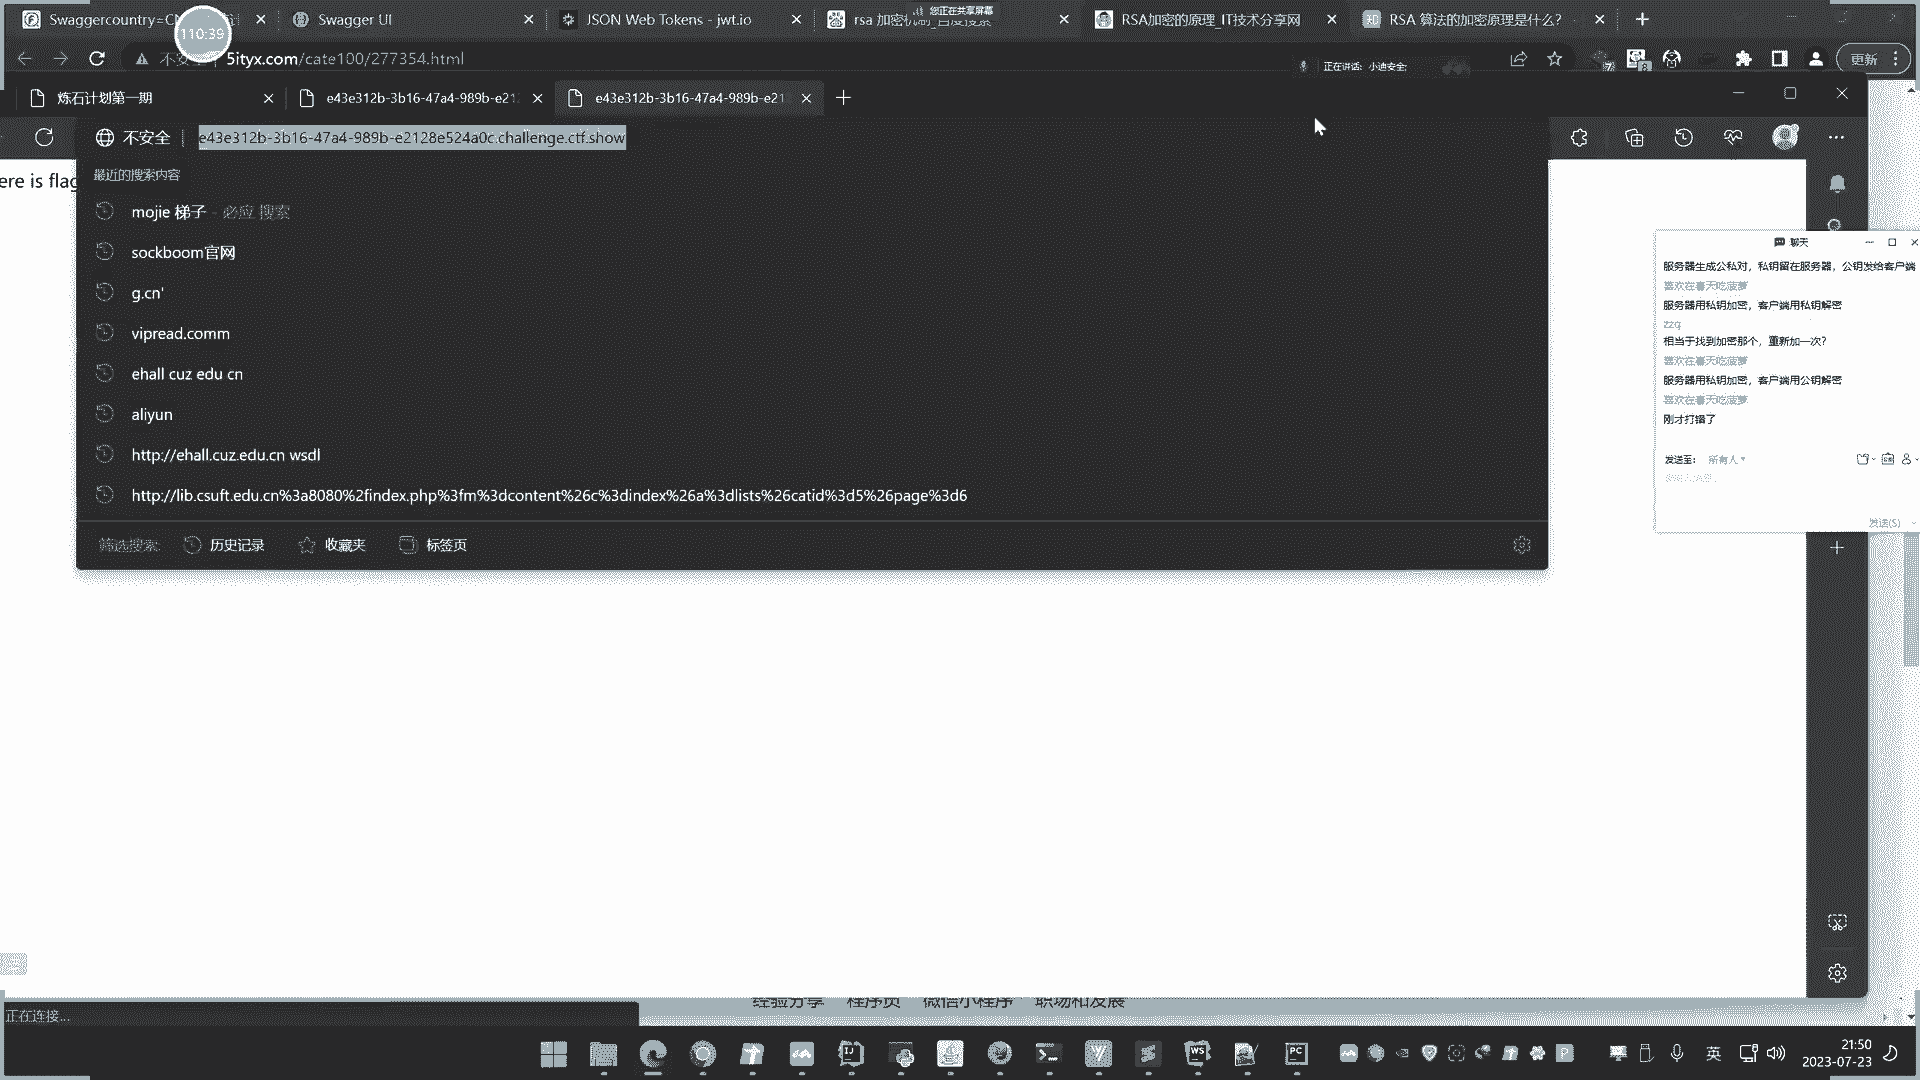 Swaggercountry=CN
Swagger UI
JSON Web Tokens - jwt.io
rsa 加密机制_百度搜索
您正在共享屏幕
RSA加密的原理_IT技术分享网
RSA 算法的加密原理是什么？
110:39
5ityx.com/cate100/277354.html
正在讲话: 小迪安全;
更新
炼石计划第一期
e43e312b-3b16-47a4-989b-e212
e43e312b-3b16-47a4-989b-e21
不安全
e43e312b-3b16-47a4-989b-e2128e524a0c.challenge.ctf.show
ere is flag
最近的搜索内容
mojie 梯子 - 必应 搜索
sockboom官网
g.cn'
vipread.comm
ehall cuz edu cn
aliyun
http://ehall.cuz.edu.cn wsdl
http://lib.csuft.edu.cn%3a8080%2findex.php%3fm%3dcontent%26c%3dindex%26a%3dlists%26catid%3d5%26page%3d6
筛选搜索:
历史记录
收藏夹
标签页
聊天
服务器生成公私对，私钥留在服务器，公钥发给客户端
喜欢在春天吃菠萝
服务器用私钥加密，客户端用私钥解密
zzq
相当于找到加密那个，重新加一次？
喜欢在春天吃菠萝
服务器用私钥加密，客户端用公钥解密
喜欢在春天吃菠萝
刚才打错了
发送至:
所有人
发送(S)
经验分享 程序员 微信小程序 职场和发展
正在连接...
英
21:50
2023-07-23